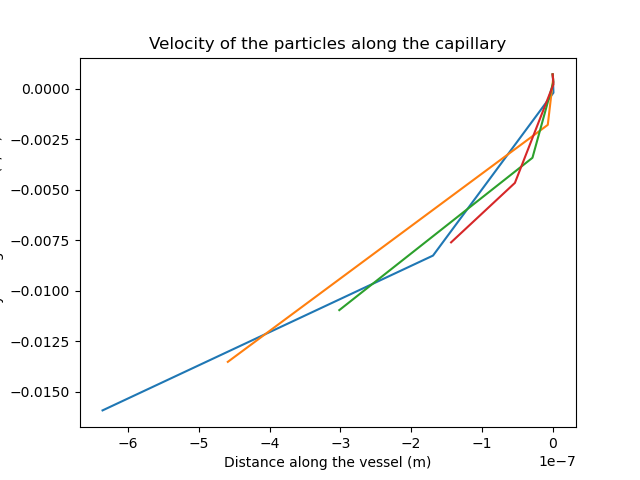 Velocity of the particles along the capillary
0.0000
−0.0025
−0.0050
−0.0075
−0.0100
−0.0125
−0.0150
−6 −5 −4 −3 −2 −1 0
1e−7
Distance along the vessel (m)